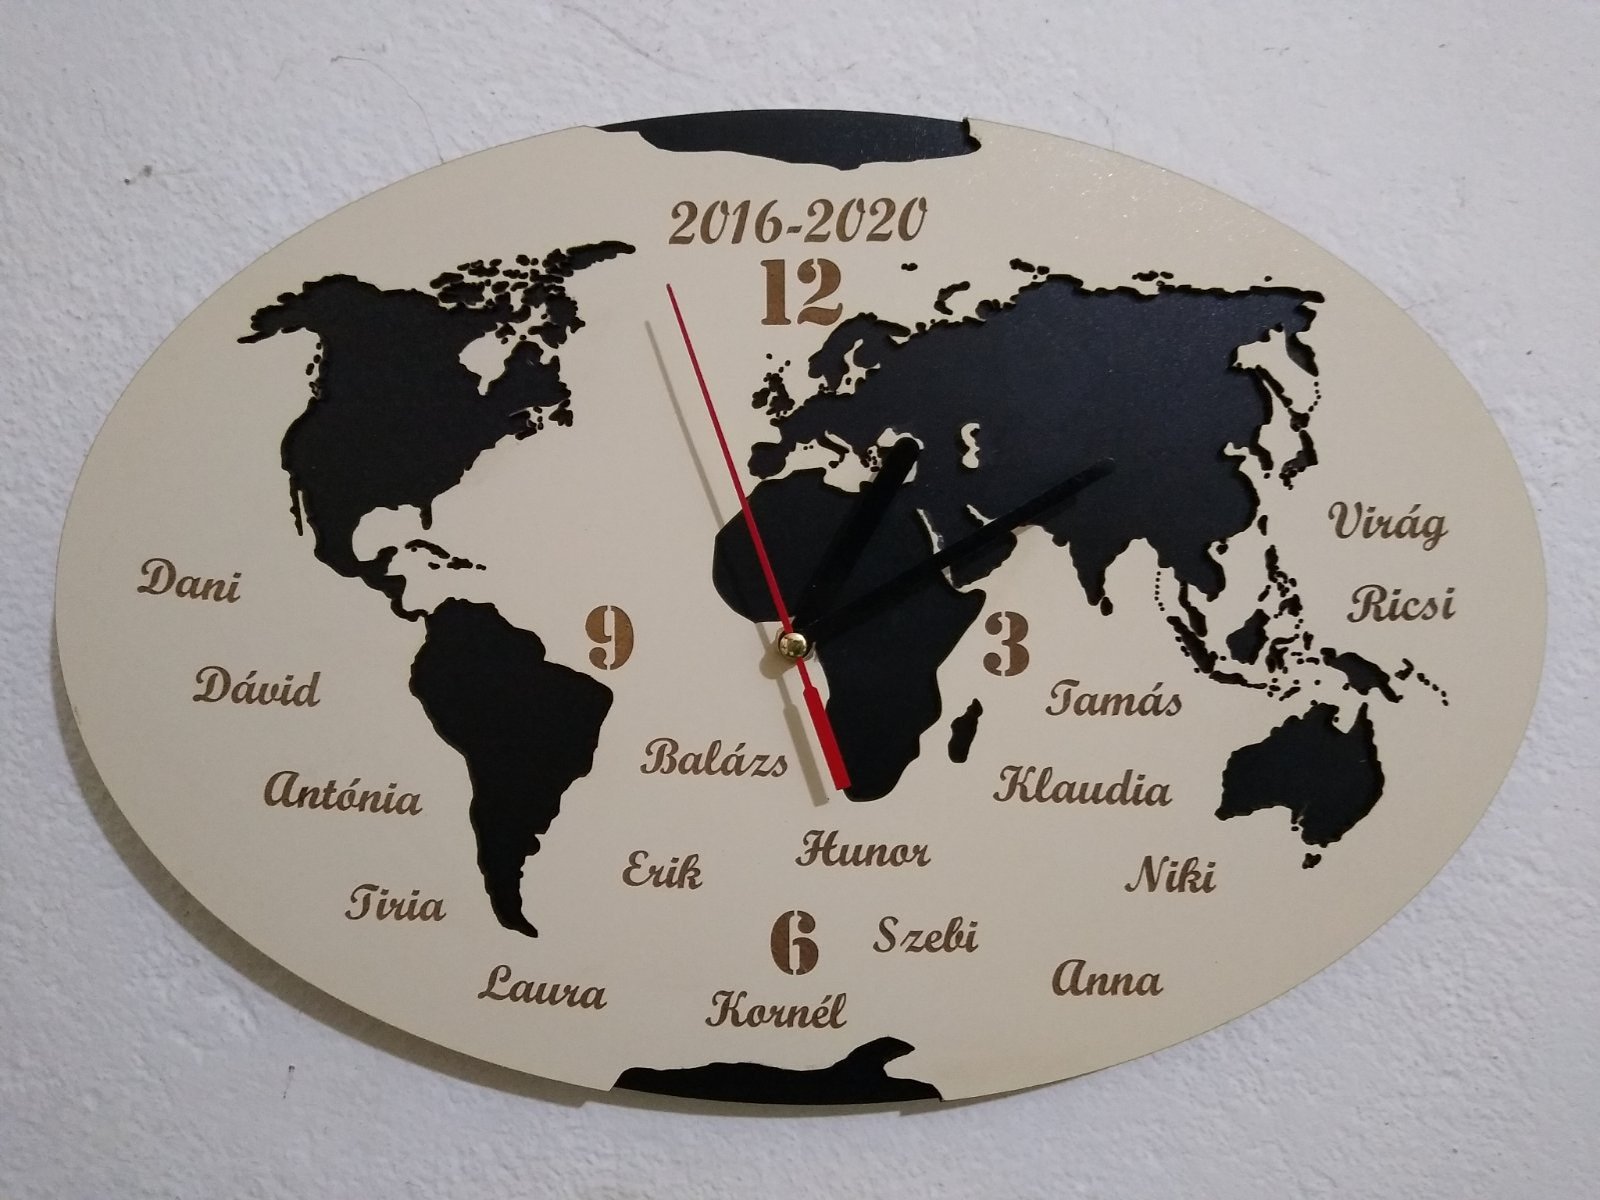 2016-2020
12
Virág
Dani
Ricsi
9
3
Dávid
Tamás
Balázs
Antónia
Klaudia
Hunor
Erik
Niki
Tiria
6
Szebi
Laura
Anna
Kornél